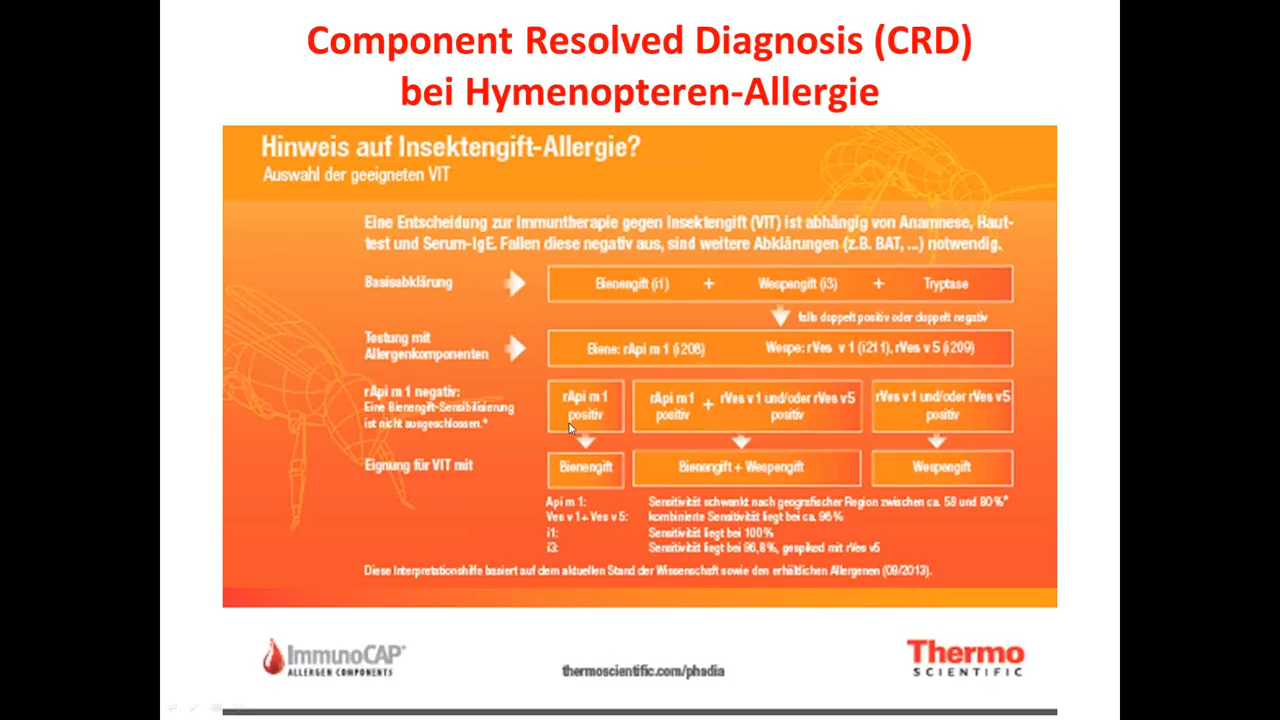 Component Resolved Diagnosis (CRD)
bei Hymenopteren-Allergie
Hinweis auf Insektengift-Allergie?
Auswahl der geeigneten VIT
Eine Entscheidung zur Immuntherapie gegen Insektengift (VIT) ist abhängig von Anamnese, Haut-
test und Serum-IgE. Fallen diese negativ aus, sind weitere Abklärungen (z.B. BAT, ...) notwendig.
Basisabklärung
Bienengift (i1) + Wespengift (i3) + Tryptase
falls doppelt positiv oder doppelt negativ
Testung mit
Allergenkomponenten
Biene: rApi m 1 (i208) Wespe: rVes v 1 (i211), rVes v 5 (i209)
rApi m 1 negativ:
Eine Bienengift-Sensibilisierung
ist nicht ausgeschlossen.*
rApi m 1
positiv
rApi m 1
positiv
+
rVes v 1 und/oder rVes v 5
positiv
rVes v 1 und/oder rVes v 5
positiv
Eignung für VIT mit
Bienengift
Bienengift + Wespengift
Wespengift
Api m 1: Sensitivität schwankt nach geografischer Region zwischen ca. 58 und 80%*
Ves v 1 + Ves v 5: kombinierte Sensitivität liegt bei ca. 96%
i1: Sensitivität liegt bei 100%
i3: Sensitivität liegt bei 96,8%, gespiked mit rVes v5
Diese Interpretationshilfe basiert auf dem aktuellen Stand der Wissenschaft sowie den erhältlichen Allergenen (09/2013).
ImmunoCAP®
ALLERGEN COMPONENTS
thermoscientific.com/phadia
Thermo
SCIENTIFIC